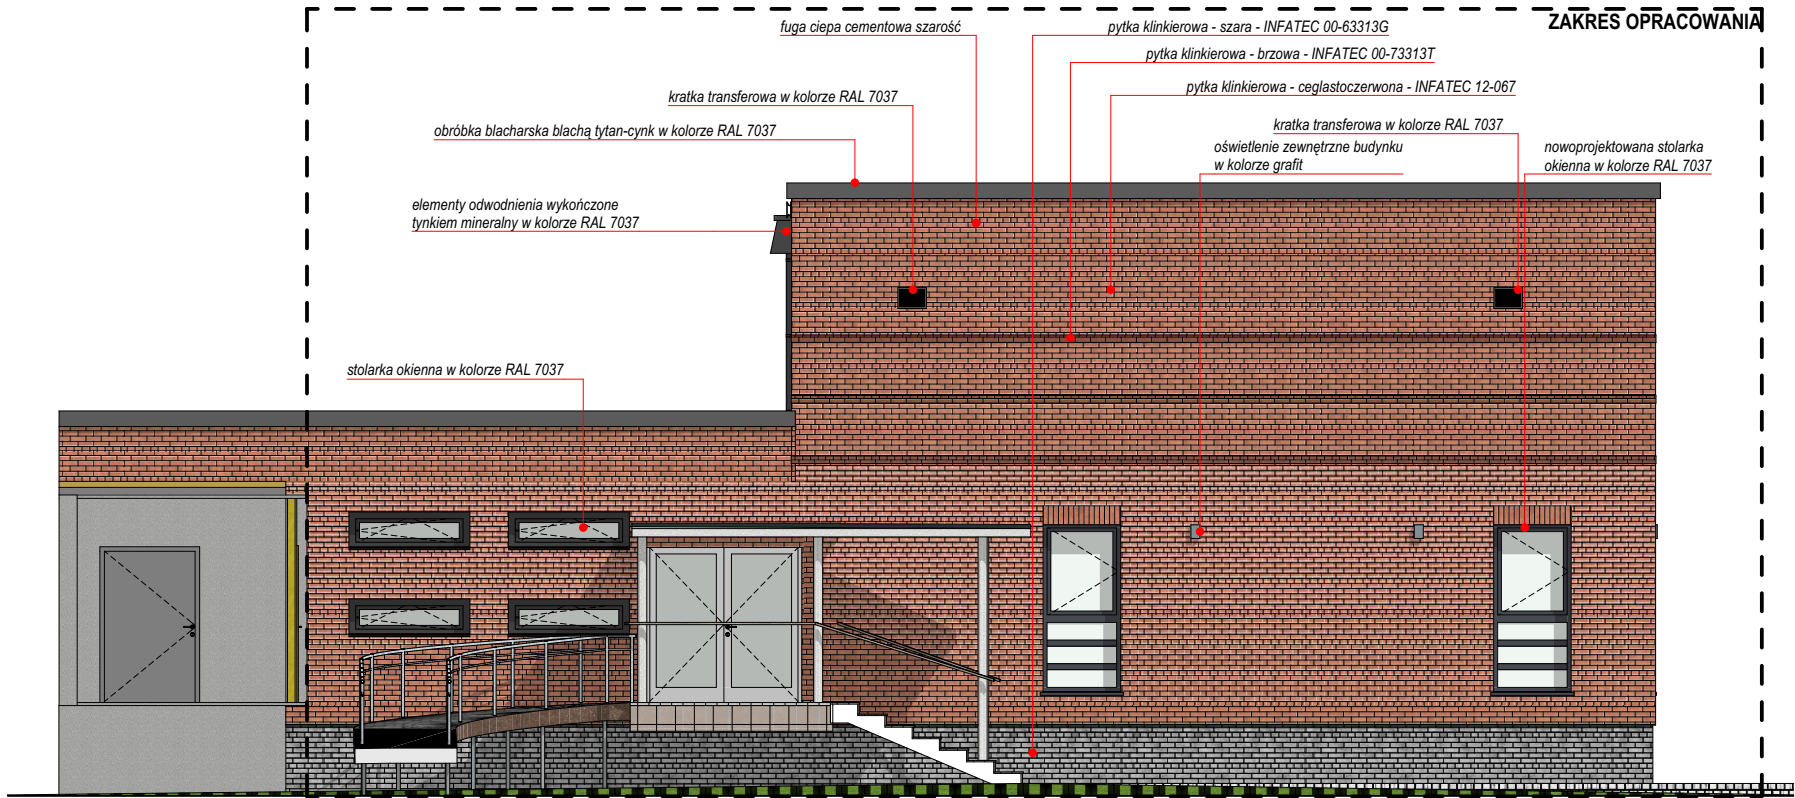 ZAKRES OPRACOWANIA
fuga ciepa cementowa szarość
pytka klinkierowa - szara - INFATEC 00-63313G
pytka klinkierowa - brzowa - INFATEC 00-73313T
pytka klinkierowa - ceglastoczerwona - INFATEC 12-067
kratka transferowa w kolorze RAL 7037
obróbka blacharska blachą tytan-cynk w kolorze RAL 7037
kratka transferowa w kolorze RAL 7037
oświetlenie zewnętrzne budynku
w kolorze grafit
nowoprojektowana stolarka
okienna w kolorze RAL 7037
elementy odwodnienia wykończone
tynkiem mineralny w kolorze RAL 7037
stolarka okienna w kolorze RAL 7037